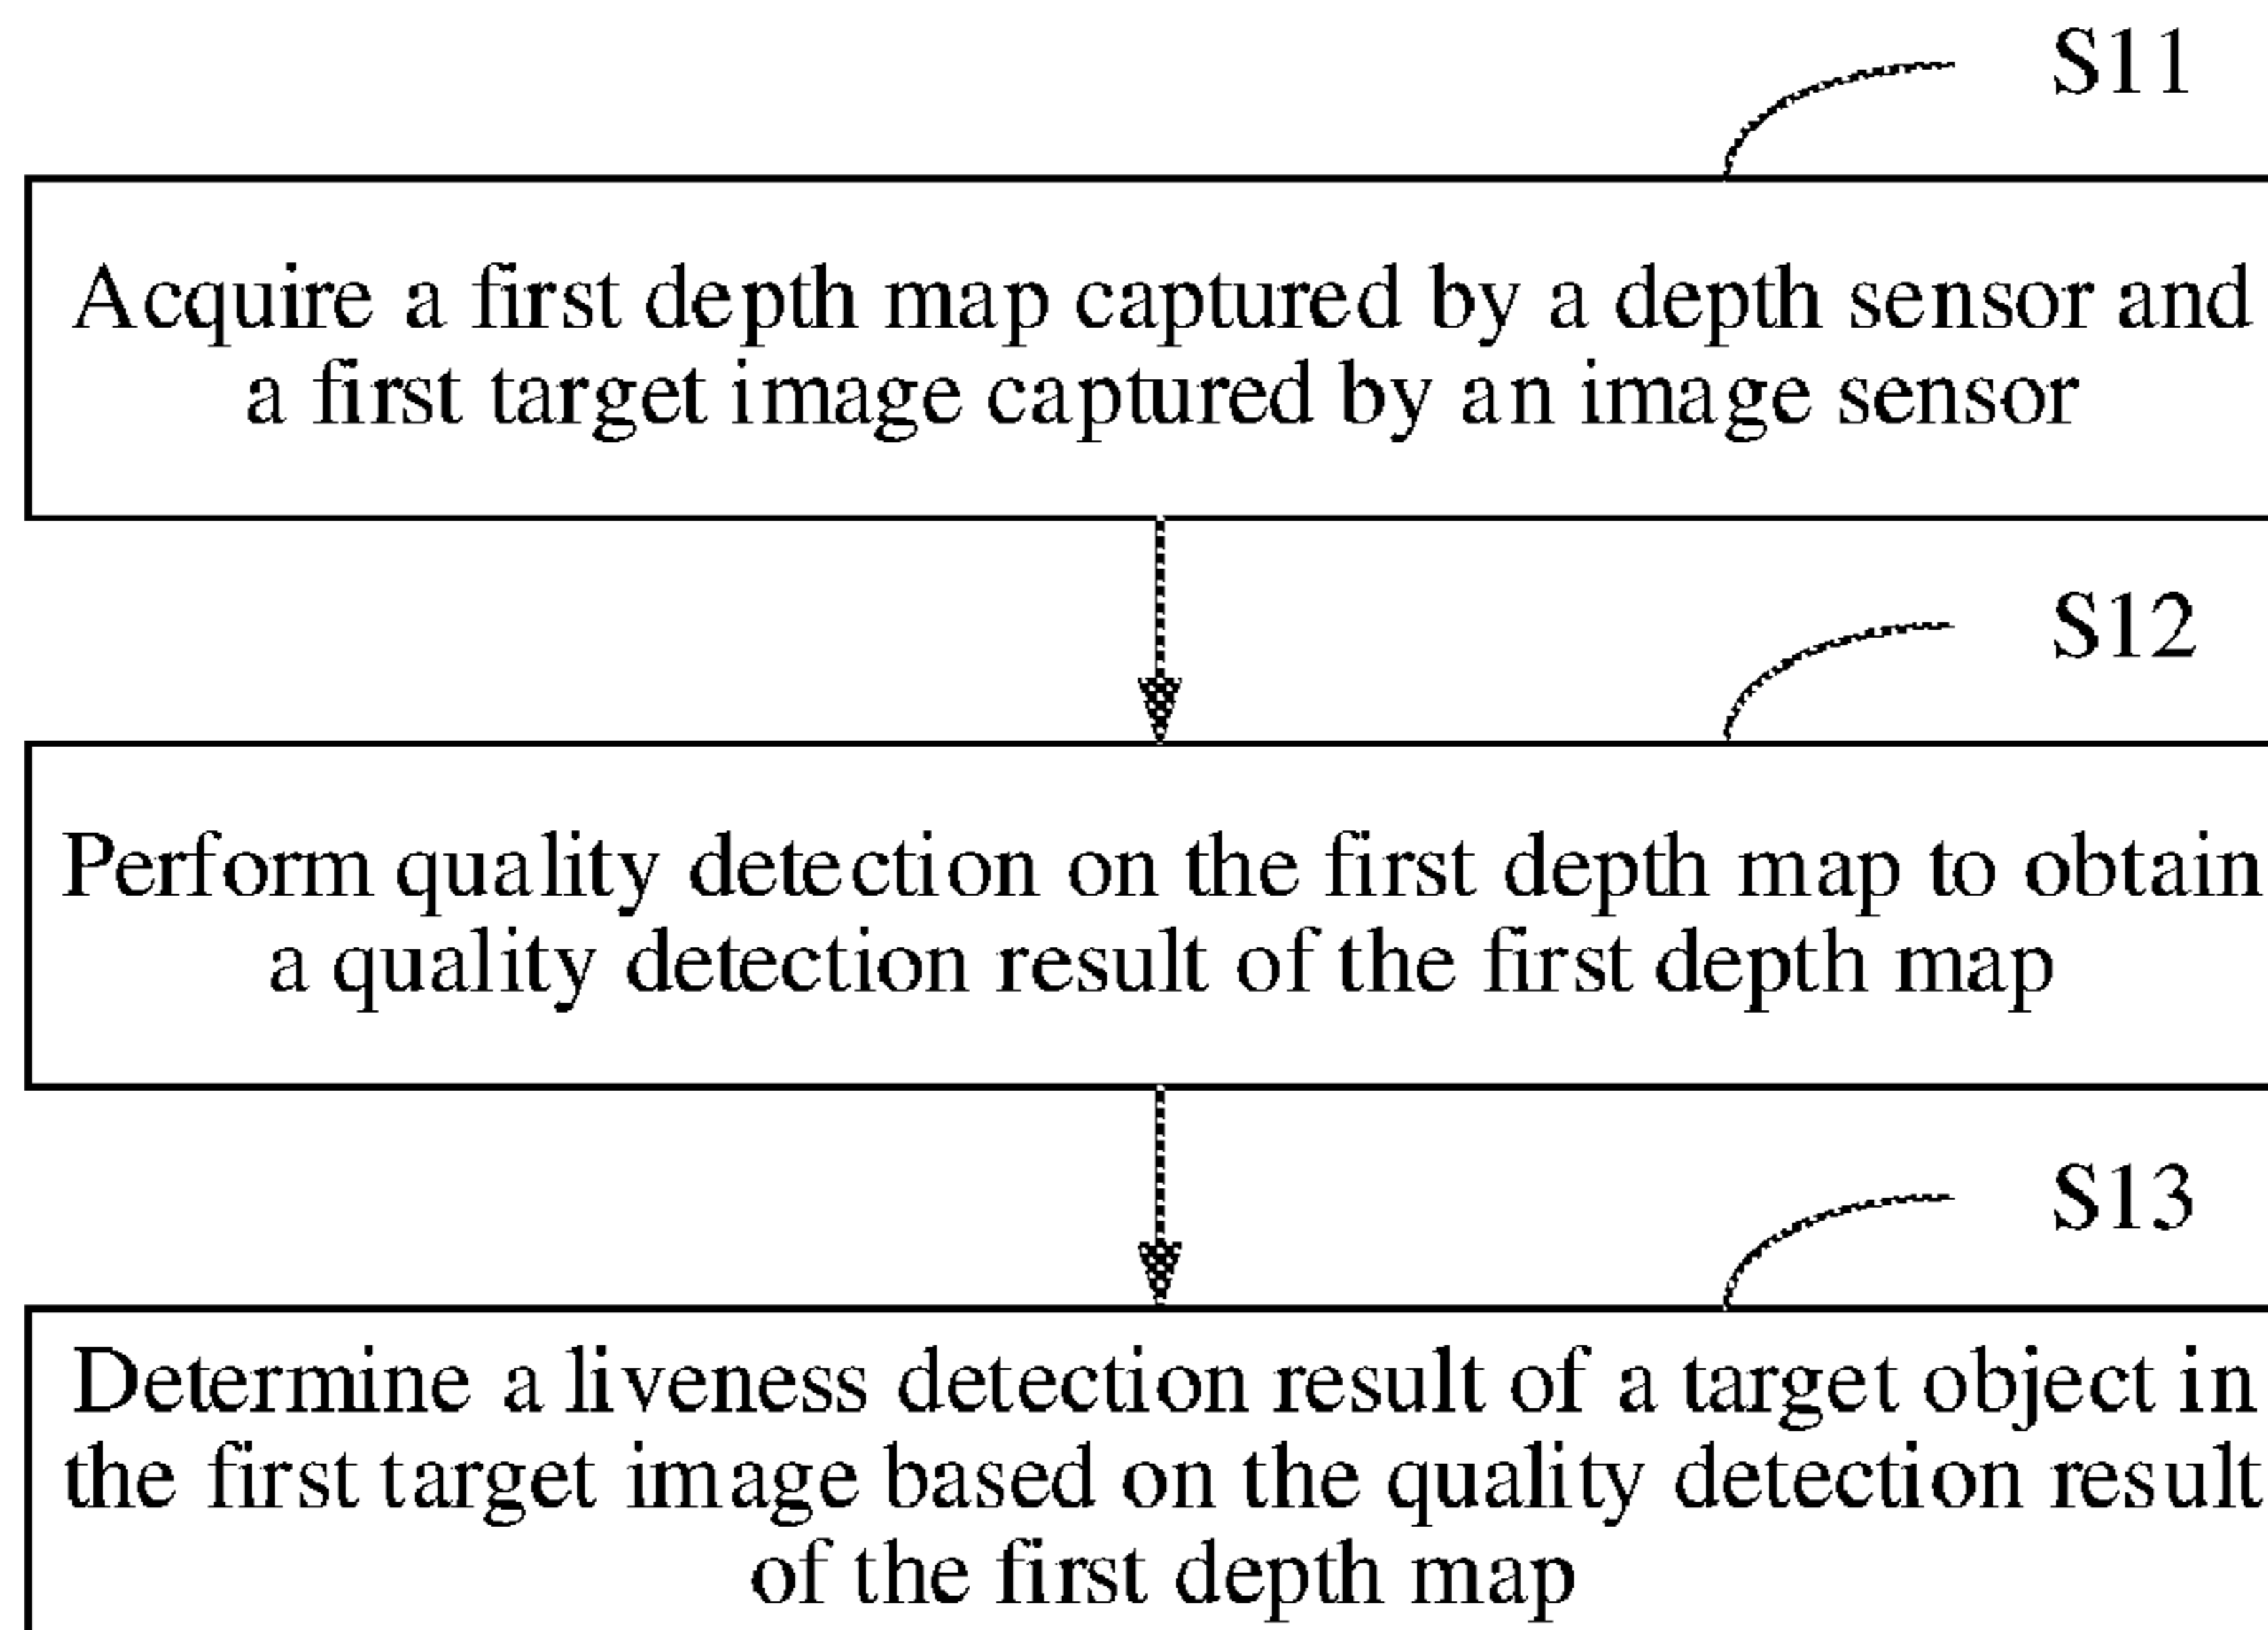 S11
Acquire a first depth map captured by a depth sensor and
a first target image captured by an image sensor
S12
Perform quality detection on the first depth map to obtain
a quality detection result of the first depth map
S13
Determine a liveness detection result of a target object in
the first target image based on the quality detection result
of the first depth map